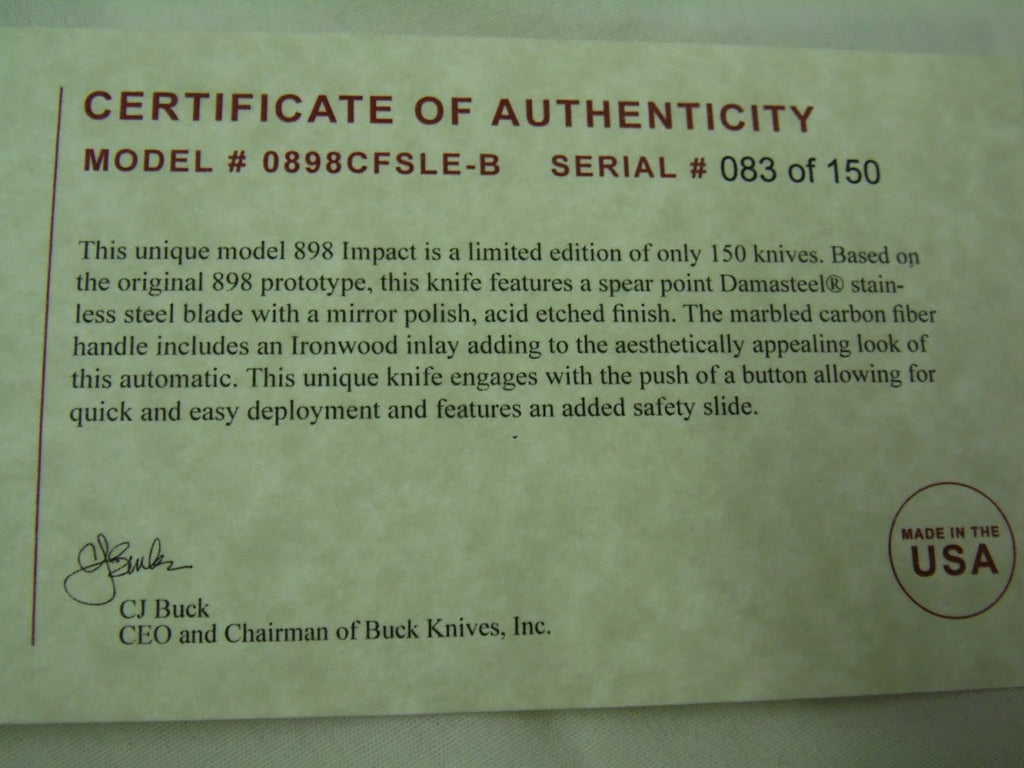 CERTIFICATE OF AUTHENTICITY
MODEL # 0898CFSLE-B SERIAL # 083 of 150
This unique model 898 Impact is a limited edition of only 150 knives. Based on
the original 898 prototype, this knife features a spear point Damasteel® stain-
less steel blade with a mirror polish, acid etched finish. The marbled carbon fiber
handle includes an Ironwood inlay adding to the aesthetically appealing look of
this automatic. This unique knife engages with the push of a button allowing for
quick and easy deployment and features an added safety slide.
CJ Buck
CJ Buck
CEO and Chairman of Buck Knives, Inc.
MADE IN THE
USA